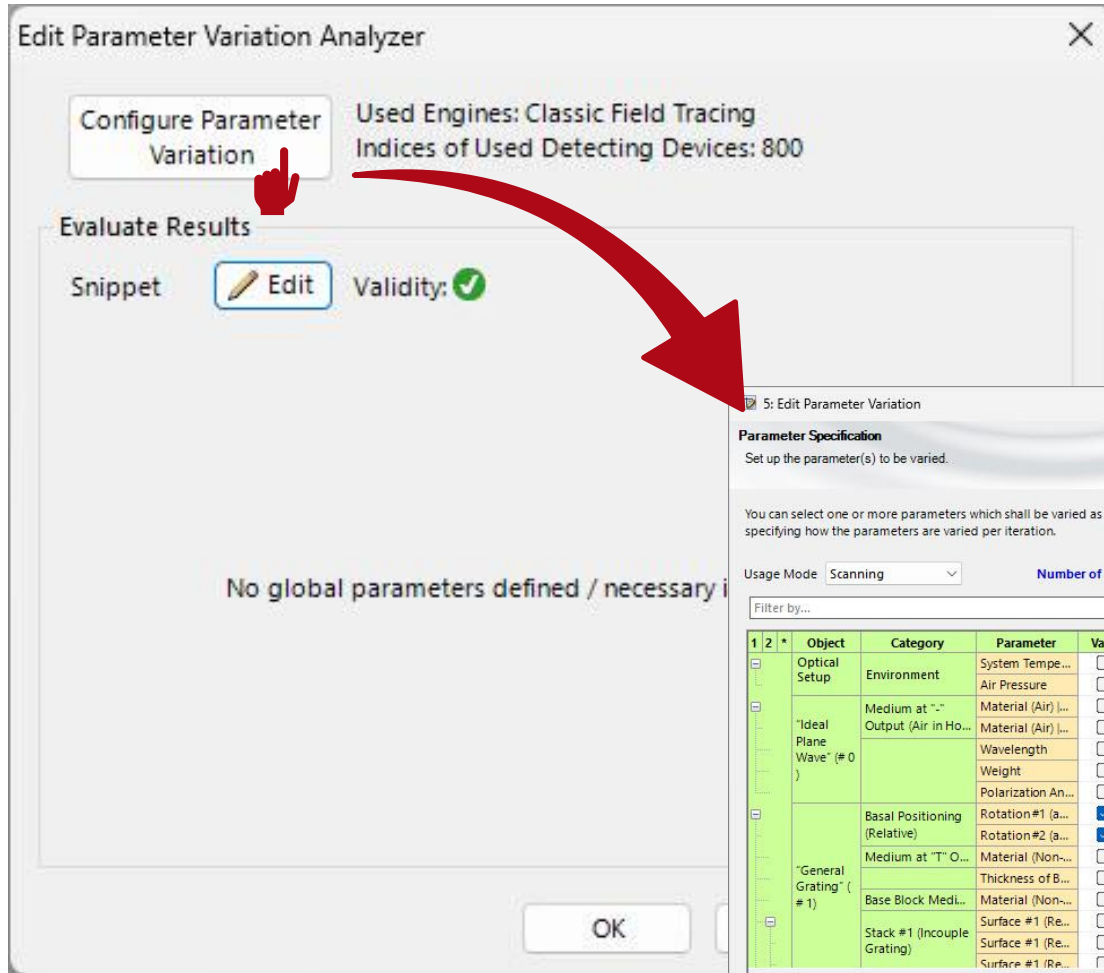 Edit Parameter Variation Analyzer
Configure Parameter
Variation
Used Engines: Classic Field Tracing
Indices of Used Detecting Devices: 800
Evaluate Results
Snippet
Edit
Validity:
No global parameters defined / necessary i
OK
5: Edit Parameter Variation
Parameter Specification
Set up the parameter(s) to be varied.
You can select one or more parameters which shall be varied as
specifying how the parameters are varied per iteration.
Usage Mode Scanning
Number of
Filter by...
1 2 * Object Category Parameter Va
Optical
Setup
Environment
System Tempe...
Air Pressure
"Ideal
Plane
Wave" (# 0
)
Medium at "-"
Output (Air in Ho...
Material (Air) |...
Material (Air) |...
Wavelength
Weight
Polarization An...
"General
Grating" (
# 1)
Basal Positioning
(Relative)
Rotation #1 (a...
Rotation #2 (a...
Medium at "T" O... Material (Non-...
Thickness of B...
Base Block Medi... Material (Non-...
Stack #1 (Incouple
Grating)
Surface #1 (Re...
Surface #1 (Re...
Surface #1 (Re...